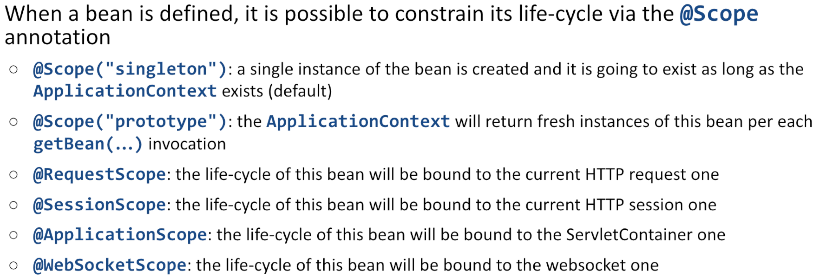 When a bean is defined, it is possible to constrain its life-cycle via the @Scope
annotation
○ @Scope("singleton"): a single instance of the bean is created and it is going to exist as long as the
ApplicationContext exists (default)
○ @Scope("prototype"): the ApplicationContext will return fresh instances of this bean per each
getBean(...) invocation
○ @RequestScope: the life-cycle of this bean will be bound to the current HTTP request one
○ @SessionScope: the life-cycle of this bean will be bound to the current HTTP session one
○ @ApplicationScope: the life-cycle of this bean will be bound to the ServletContainer one
○ @WebSocketScope: the life-cycle of this bean will be bound to the websocket one